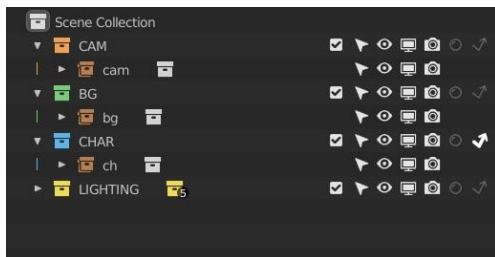 Scene Collection
CAM
cam
BG
bg
CHAR
ch
LIGHTING 5